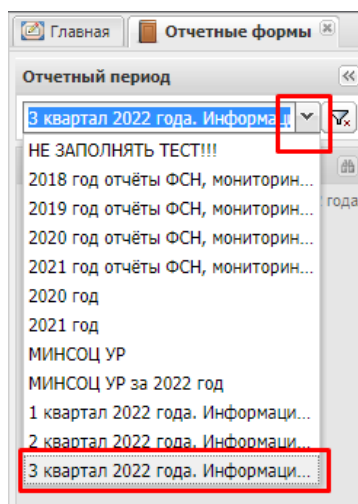 Главная
Отчетные формы
Отчетный период
3 квартал 2022 года. Информаци
НЕ ЗАПОЛНЯТЬ ТЕСТ!!!
2018 год отчёты ФСН, мониторин...
года
2019 год отчёты ФСН, мониторин...
2020 год отчёты ФСН, мониторин...
2021 год отчёты ФСН, мониторин...
2020 год
2021 год
МИНСОЦ УР
МИНСОЦ УР за 2022 год
1 квартал 2022 года. Информаци...
2 квартал 2022 года. Информаци...
3 квартал 2022 года. Информаци...